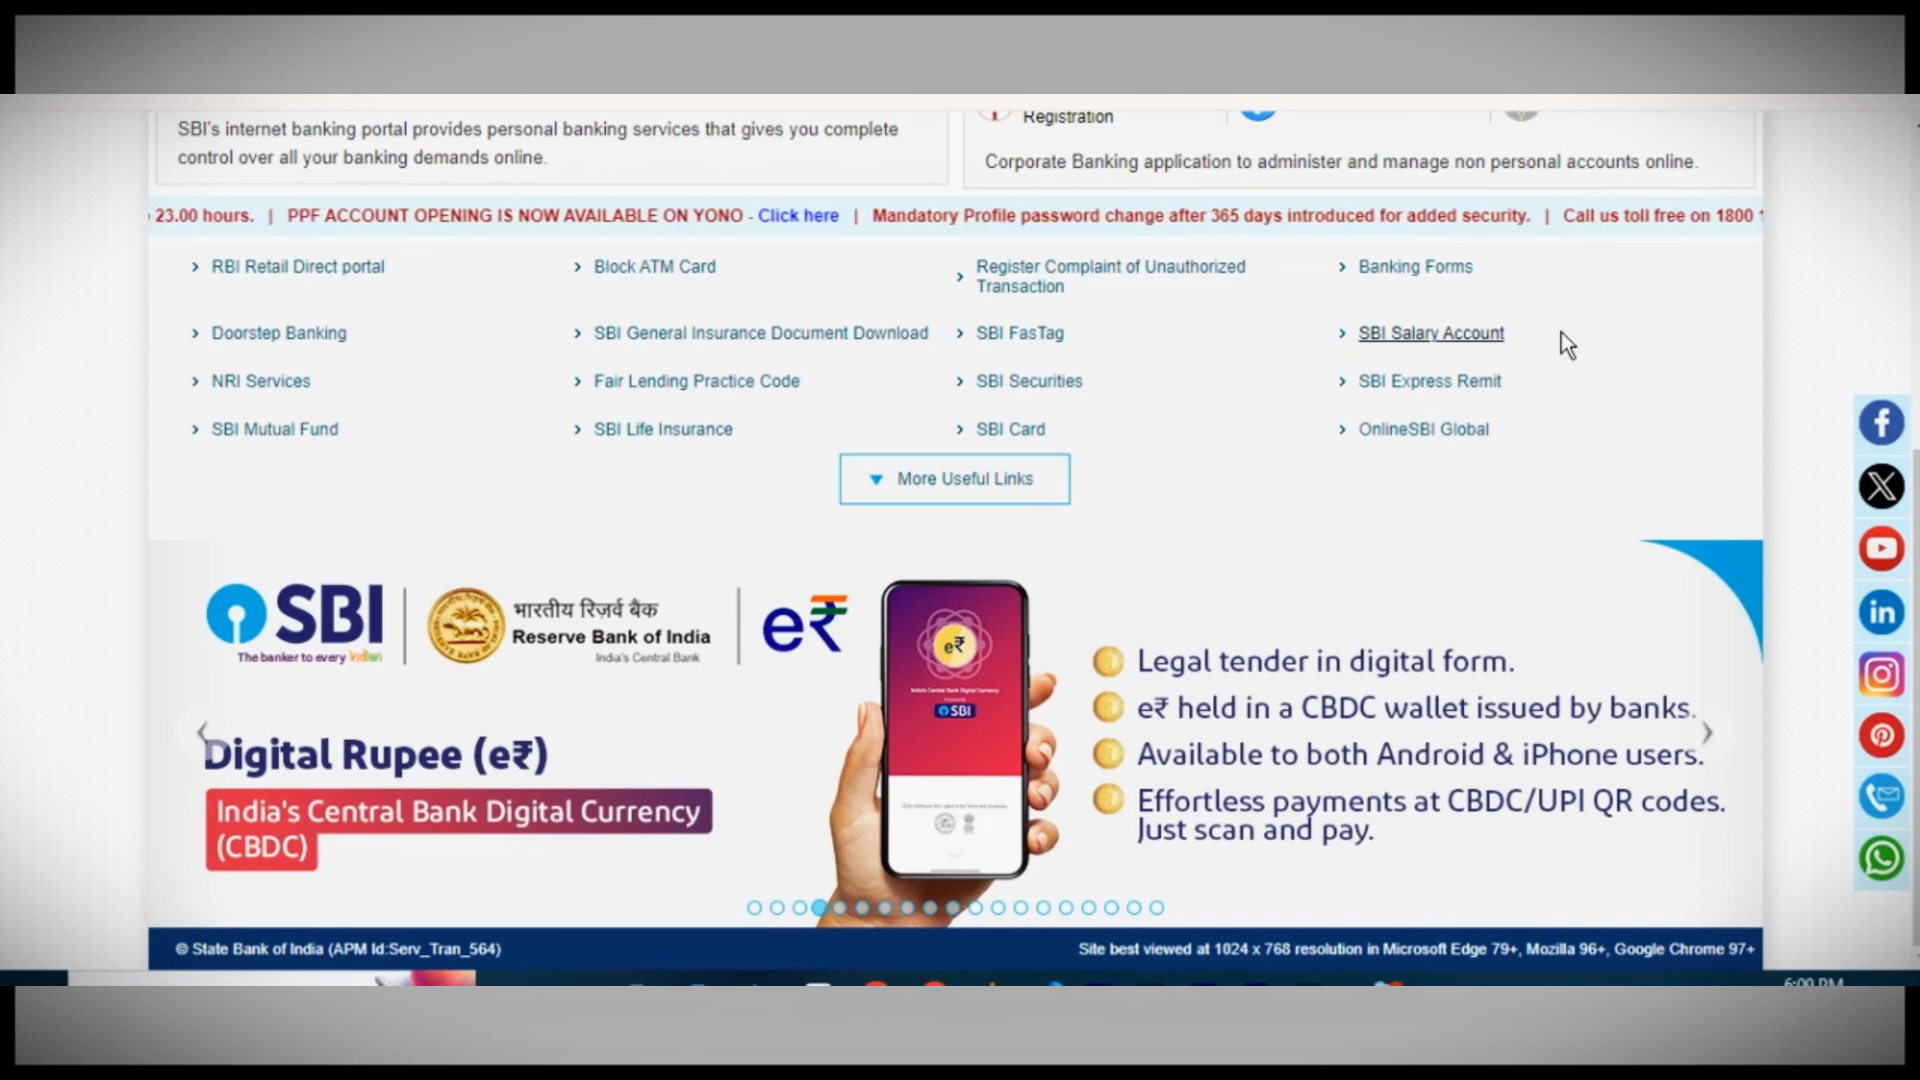 SBI's internet banking portal provides personal banking services that gives you complete
control over all your banking demands online.
Registration
Corporate Banking application to administer and manage non personal accounts online.
23.00 hours. | PPF ACCOUNT OPENING IS NOW AVAILABLE ON YONO - Click here | Mandatory Profile password change after 365 days introduced for added security. | Call us toll free on 1800
RBI Retail Direct portal
Block ATM Card
Register Complaint of Unauthorized
Transaction
Banking Forms
Doorstep Banking
SBI General Insurance Document Download
SBI FasTag
SBI Salary Account
NRI Services
Fair Lending Practice Code
SBI Securities
SBI Express Remit
SBI Mutual Fund
SBI Life Insurance
SBI Card
OnlineSBI Global
More Useful Links
SBI
The banker to every indian
भारतीय रिज़र्व बैंक
Reserve Bank of India
India's Central Bank
e₹
e₹
India's Central Bank Digital Currency
SBI
Digital Rupee (e₹)
India's Central Bank Digital Currency
(CBDC)
Legal tender in digital form.
e₹ held in a CBDC wallet issued by banks.
Available to both Android & iPhone users.
Effortless payments at CBDC/UPI QR codes.
Just scan and pay.
© State Bank of India (APM Id:Serv_Tran_564)
Site best viewed at 1024 x 768 resolution in Microsoft Edge 79+, Mozilla 96+, Google Chrome 97+
6:00 PM